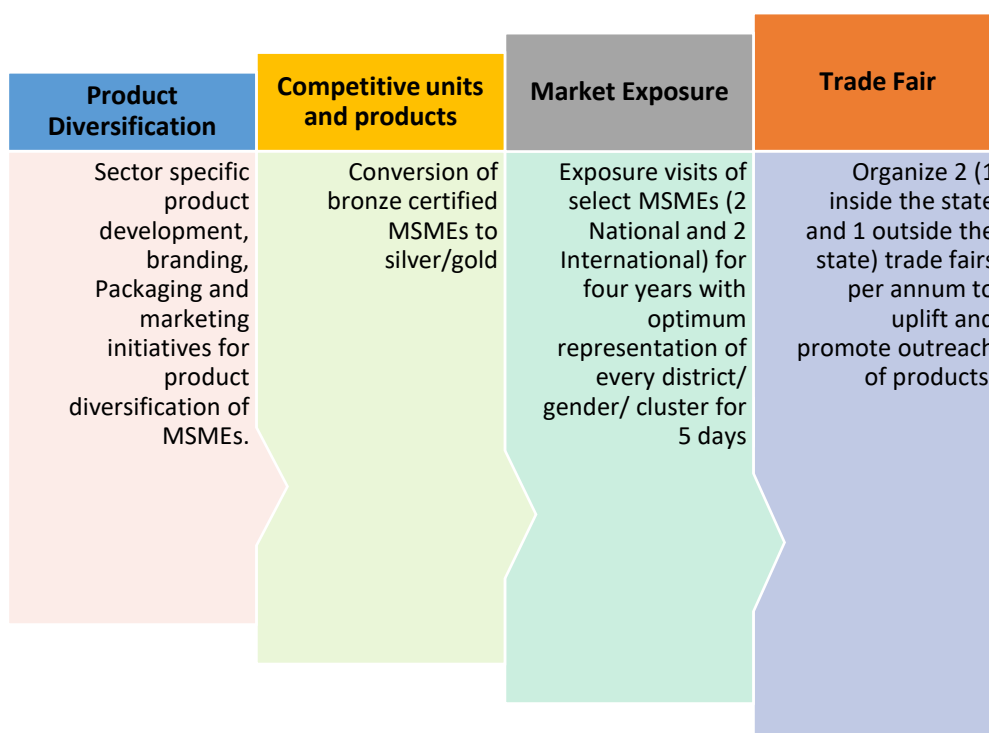 Product
Diversification
Sector specific
product
development,
branding,
Packaging and
marketing
initiatives for
product
diversification of
MSMEs.
Competitive units
and products
Conversion of
bronze certified
MSMEs to
silver/gold
Market Exposure
Exposure visits of
select MSMEs (2
National and 2
International) for
four years with
optimum
representation of
every district/
gender/ cluster for
5 days
Trade Fair
Organize 2 (1
inside the state
and 1 outside the
state) trade fairs
per annum to
uplift and
promote outreach
of products